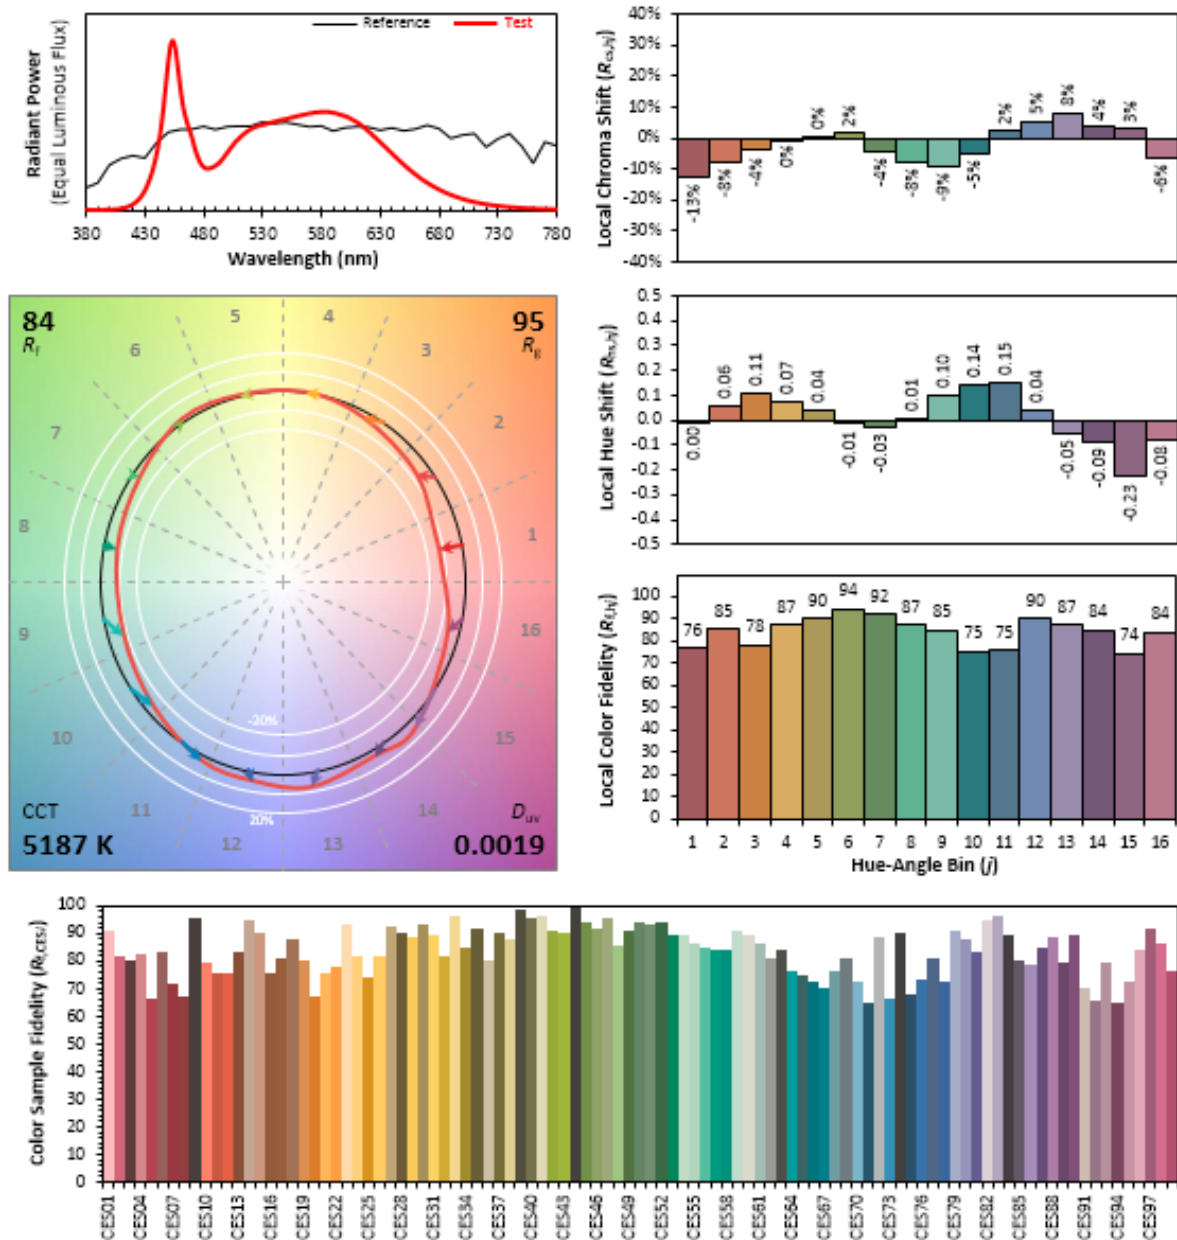 Reference
Test
Radiant Power
(Equal Luminous Flux)
380 430 480 530 580 630 680 730 780
Wavelength (nm)
Local Chroma Shift (Rcs,hj)
40%
30%
20%
10%
0%
-10%
-20%
-30%
-40%
-13% -8% -4% 0% 0% 2% -4% -8% -9% -5% 2% 5% 8% 4% 3% -6%
84
Rf
95
Rg
5 4
6 3
7 2
8 1
9 16
10 15
11 14
12 13
-20%
20%
CCT
5187 K
Duv
0.0019
Local Hue Shift (Rhs,hj)
0.5
0.4
0.3
0.2
0.1
0.0
-0.1
-0.2
-0.3
-0.4
-0.5
0.00 0.06 0.11 0.07 0.04 -0.01 -0.03 0.01 0.10 0.14 0.15 0.04 -0.05 -0.09 -0.23 -0.08
Local Color Fidelity (Rf,hj)
100
90
80
70
60
50
40
30
20
10
0
76 85 78 87 90 94 92 87 85 75 75 90 87 84 74 84
1 2 3 4 5 6 7 8 9 10 11 12 13 14 15 16
Hue-Angle Bin (j)
Color Sample Fidelity (Rf,CESi)
100
90
80
70
60
50
40
30
20
10
0
CES01 CES04 CES07 CES10 CES13 CES16 CES19 CES22 CES25 CES28 CES31 CES34 CES37 CES40 CES43 CES46 CES49 CES52 CES55 CES58 CES61 CES64 CES67 CES70 CES73 CES76 CES79 CES82 CES85 CES88 CES91 CES94 CES97